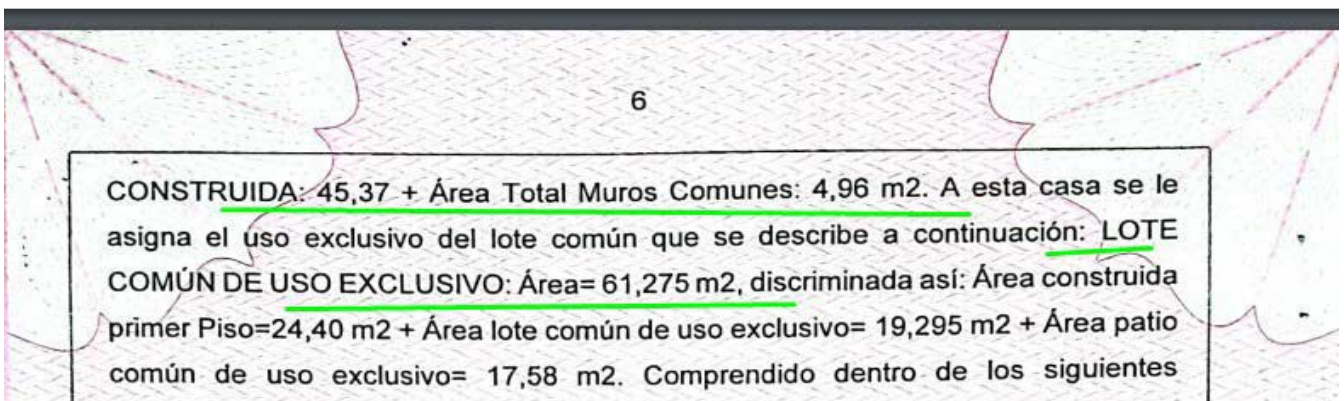 6
CONSTRUIDA: 45,37 + Área Total Muros Comunes: 4,96 m2. A esta casa se le
asigna el uso exclusivo del lote común que se describe a continuación: LOTE
COMÚN DE USO EXCLUSIVO: Área= 61,275 m2, discriminada así: Área construida
primer Piso=24,40 m2 + Área lote común de uso exclusivo= 19,295 m2 + Área patio
común de uso exclusivo= 17,58 m2. Comprendido dentro de los siguientes